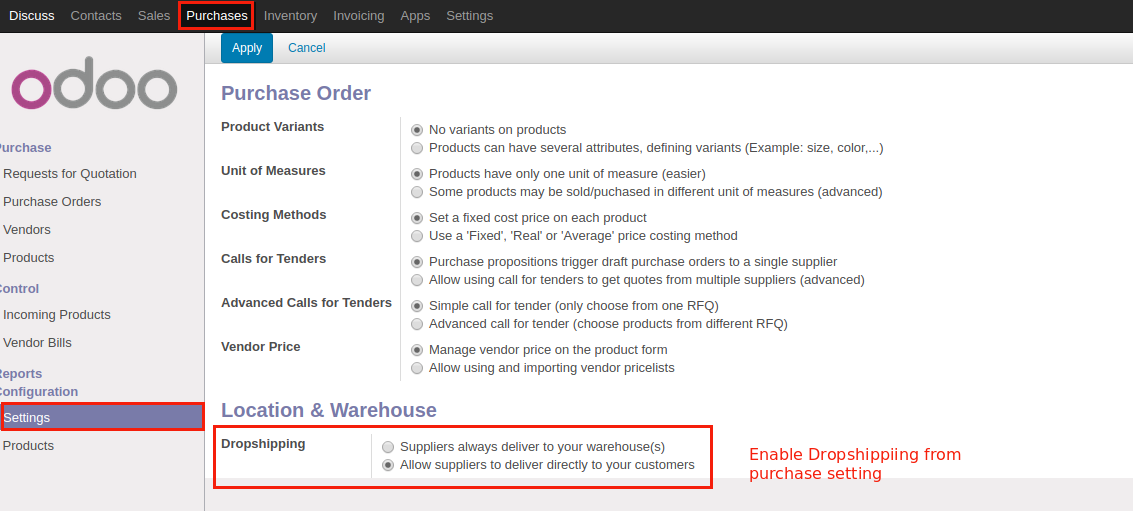 Discuss Contacts Sales Purchases Inventory Invoicing Apps Settings
Apply Cancel
odoo
urchase
Requests for Quotation
Purchase Orders
Vendors
Products
ontrol
Incoming Products
Vendor Bills
eports
onfiguration
Settings
Products
Purchase Order
Product Variants
No variants on products
Products can have several attributes, defining variants (Example: size, color,...)
Unit of Measures
Products have only one unit of measure (easier)
Some products may be sold/puchased in different unit of measures (advanced)
Costing Methods
Set a fixed cost price on each product
Use a 'Fixed', 'Real' or 'Average' price costing method
Calls for Tenders
Purchase propositions trigger draft purchase orders to a single supplier
Allow using call for tenders to get quotes from multiple suppliers (advanced)
Advanced Calls for Tenders
Simple call for tender (only choose from one RFQ)
Advanced call for tender (choose products from different RFQ)
Vendor Price
Manage vendor price on the product form
Allow using and importing vendor pricelists
Location & Warehouse
Dropshipping
Suppliers always deliver to your warehouse(s)
Allow suppliers to deliver directly to your customers
Enable Dropshippiing from
purchase setting